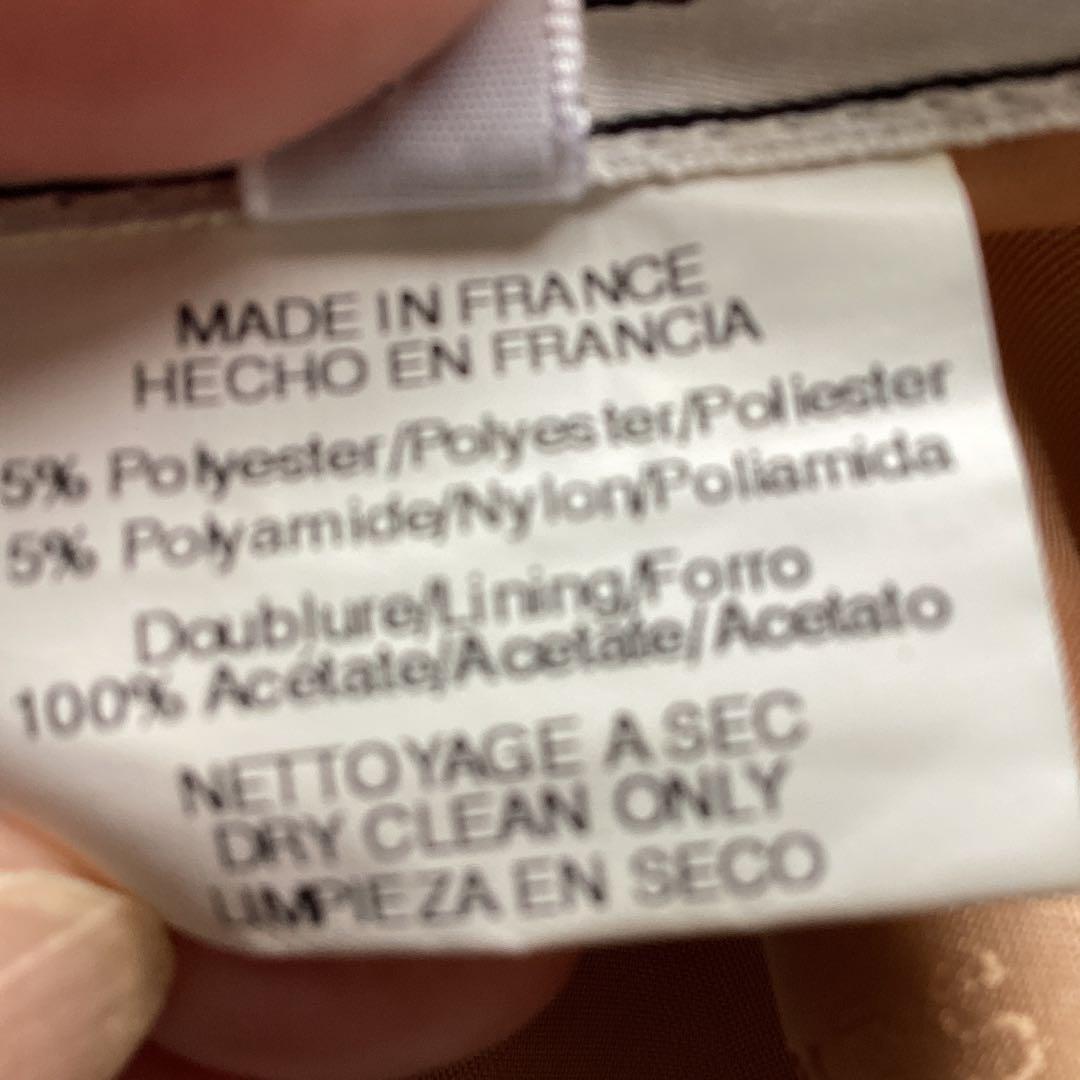 MADE IN FRANCE
HECHO EN FRANCIA
5% Polyester/Polyester/Poliester
5% Polyamide/Nylon/Poliamida
Doublure/Lining/Forro
100% Acétate/Acetate/Acetato
NETTOYAGE A SEC
DRY CLEAN ONLY
LIMPIEZA EN SECO